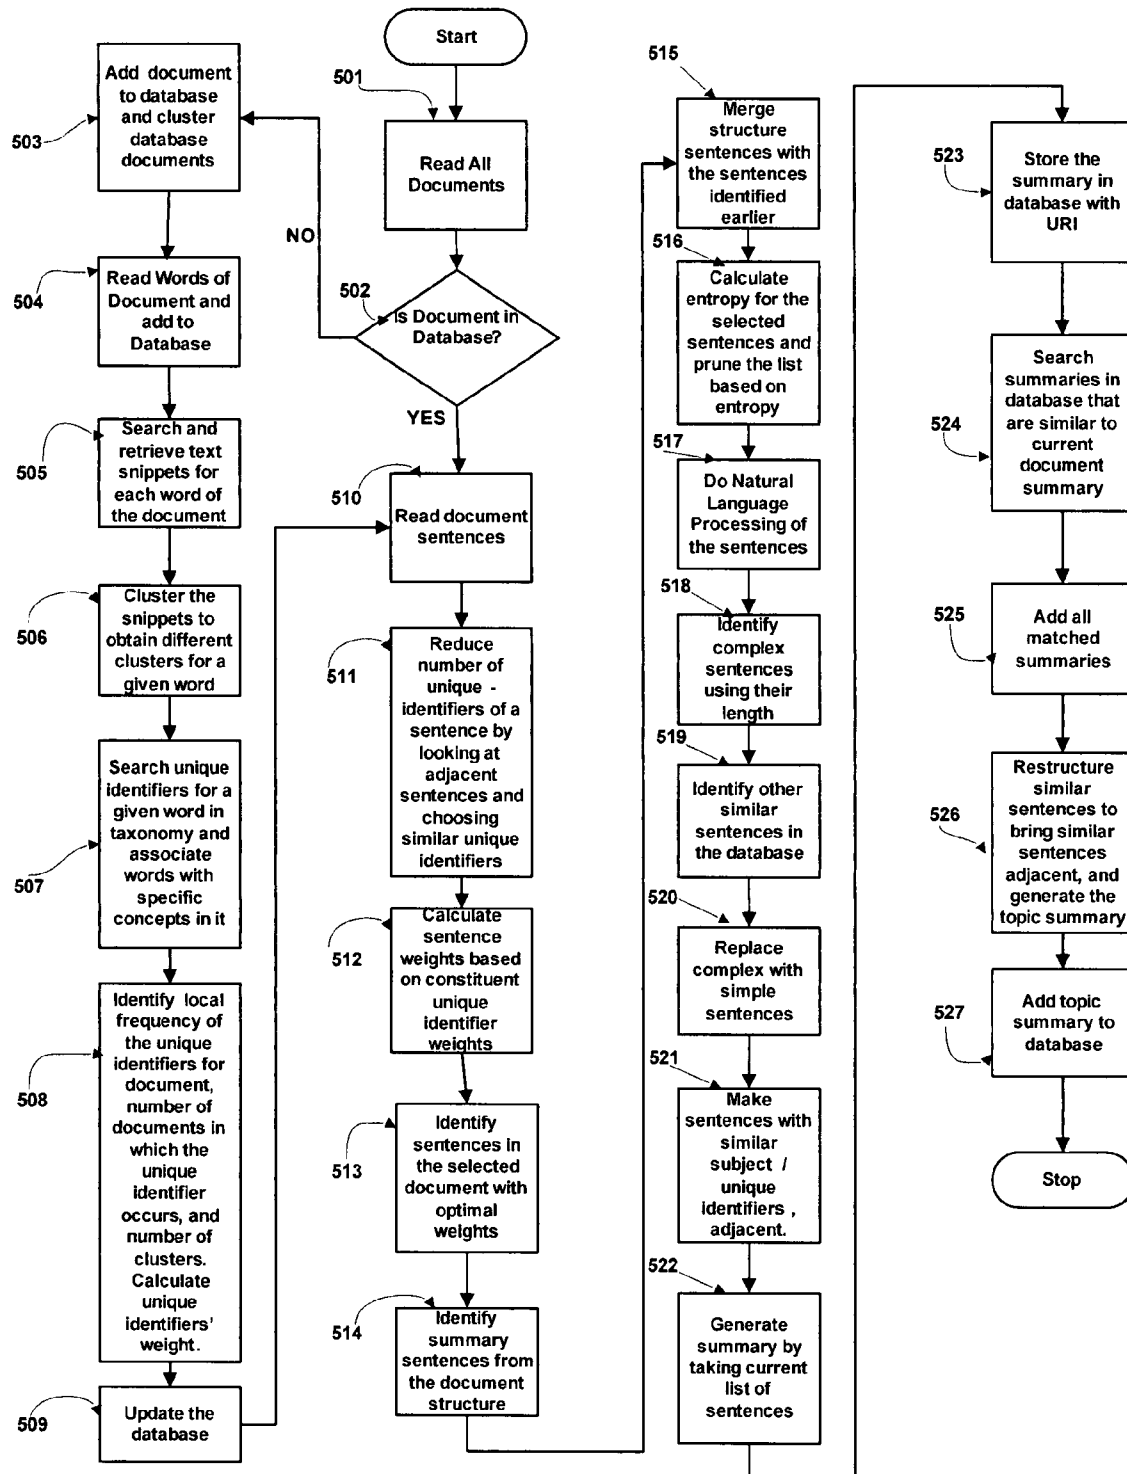 Start
501
Read All
Documents
502
Is Document in
Database?
NO
YES
503
Add document
to database
and cluster
database
documents
504
Read Words of
Document and
add to
Database
505
Search and
retrieve text
snippets for
each word of
the document
506
Cluster the
snippets to
obtain different
clusters for a
given word
507
Search unique
identifiers for a
given word in
taxonomy and
associate
words with
specific
concepts in it
508
Identify local
frequency of
the unique
identifiers for
document,
number of
documents in
which the
unique
identifier
occurs, and
number of
clusters.
Calculate
unique
identifiers'
weight.
509
Update the
database
510
Read document
sentences
511
Reduce
number of
unique -
identifiers of a
sentence by
looking at
adjacent
sentences and
choosing
similar unique
identifiers
512
Calculate
sentence
weights based
on constituent
unique
identifier
weights
513
Identify
sentences in
the selected
document with
optimal
weights
514
Identify
summary
sentences from
the document
structure
515
Merge
structure
sentences with
the sentences
identified
earlier
516
Calculate
entropy for the
selected
sentences and
prune the list
based on
entropy
517
Do Natural
Language
Processing of
the sentences
518
Identify
complex
sentences
using their
length
519
Identify other
similar
sentences in
the database
520
Replace
complex with
simple
sentences
521
Make
sentences with
similar
subject /
unique
identifiers ,
adjacent.
522
Generate
summary by
taking current
list of
sentences
523
Store the
summary in
database with
URI
524
Search
summaries in
database that
are similar to
current
document
summary
525
Add all
matched
summaries
526
Restructure
similar
sentences to
bring similar
sentences
adjacent, and
generate the
topic summary
527
Add topic
summary to
database
Stop